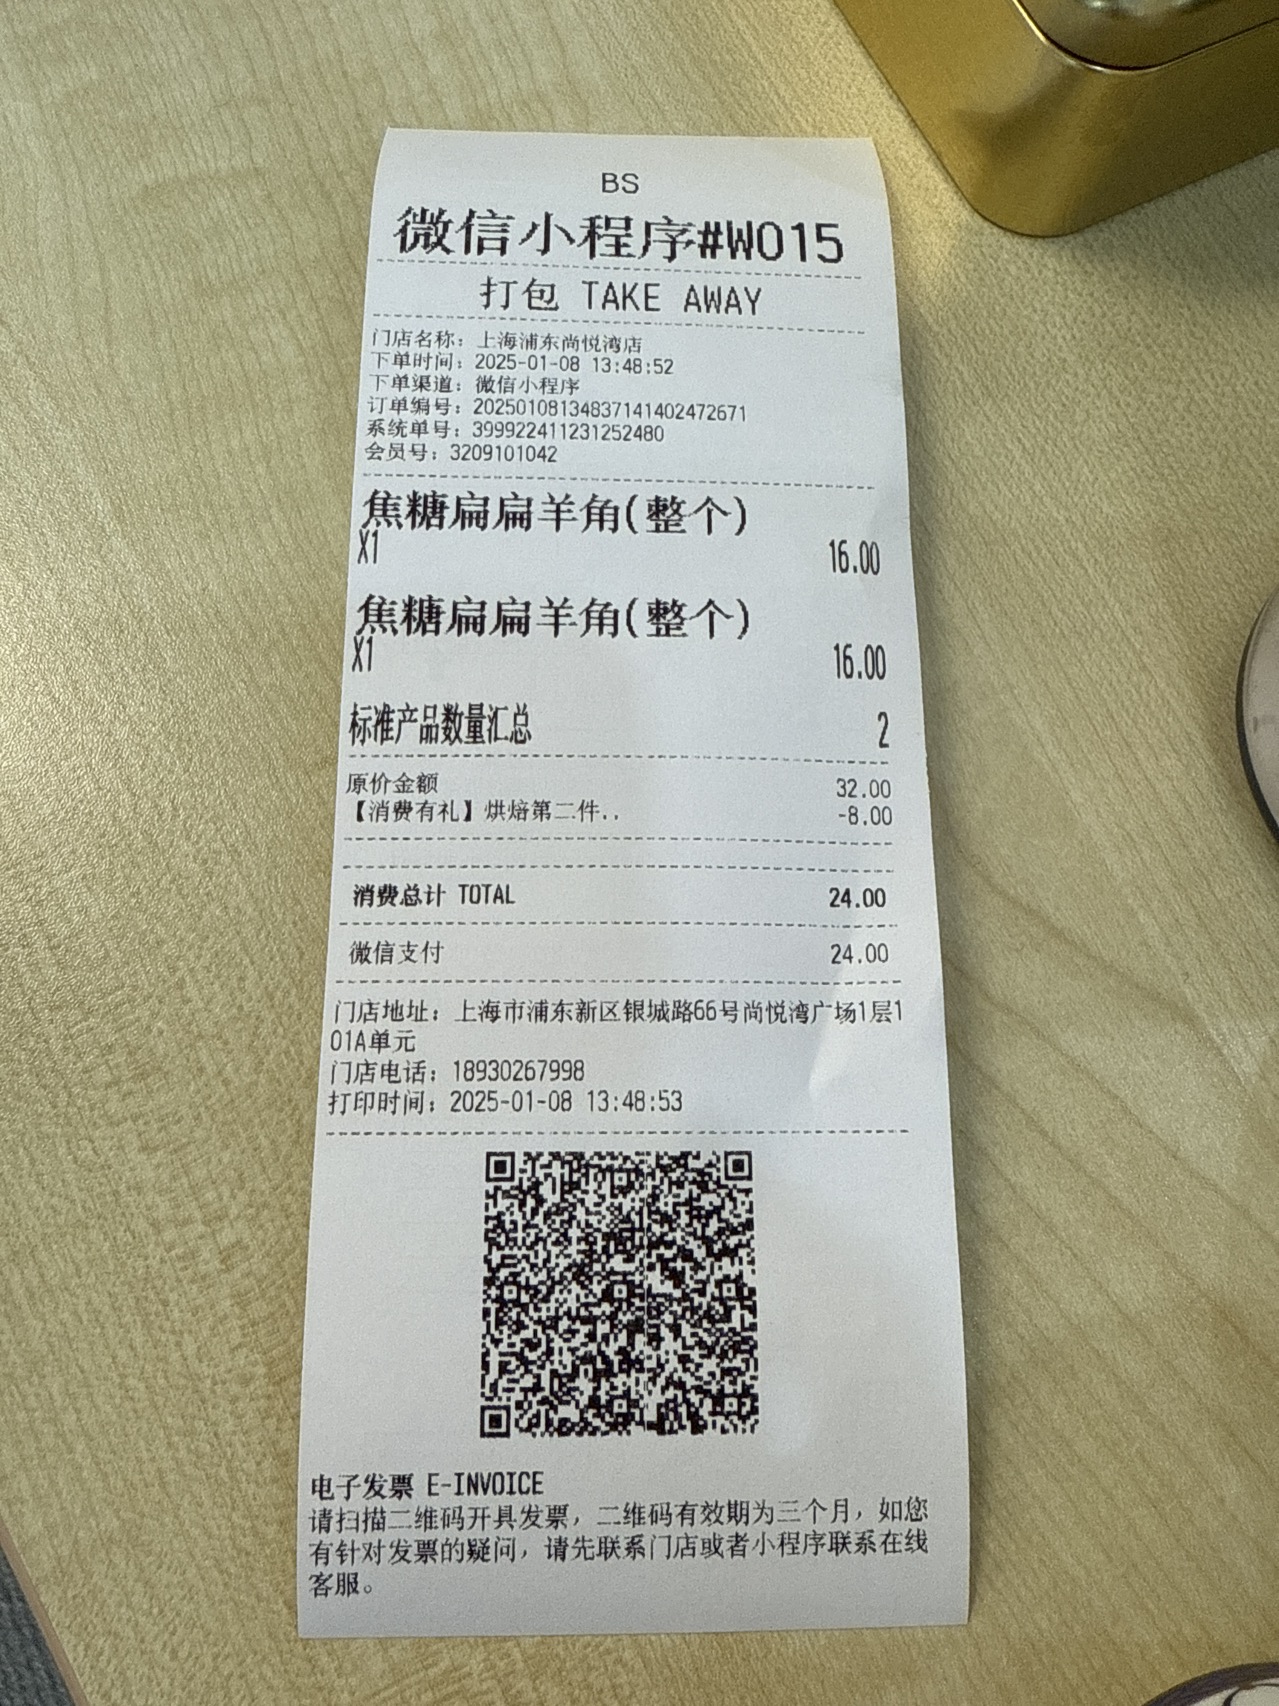 BS
微信小程序#W015
打包 TAKE AWAY
门店名称：上海浦东尚悦湾店
下单时间：2025-01-08 13:48:52
下单渠道：微信小程序
订单编号：20250108134837141402472671
系统单号：399922411231252480
会员号：3209101042
焦糖扁扁羊角(整个)
X1 16.00
焦糖扁扁羊角(整个)
X1 16.00
标准产品数量汇总 2
原价金额 32.00
【消费有礼】烘焙第二件.. -8.00
消费总计 TOTAL 24.00
微信支付 24.00
门店地址：上海市浦东新区银城路66号尚悦湾广场1层1
01A单元
门店电话：18930267998
打印时间：2025-01-08 13:48:53
电子发票 E-INVOICE
请扫描二维码开具发票，二维码有效期为三个月，如您
有针对发票的疑问，请先联系门店或者小程序联系在线
客服。